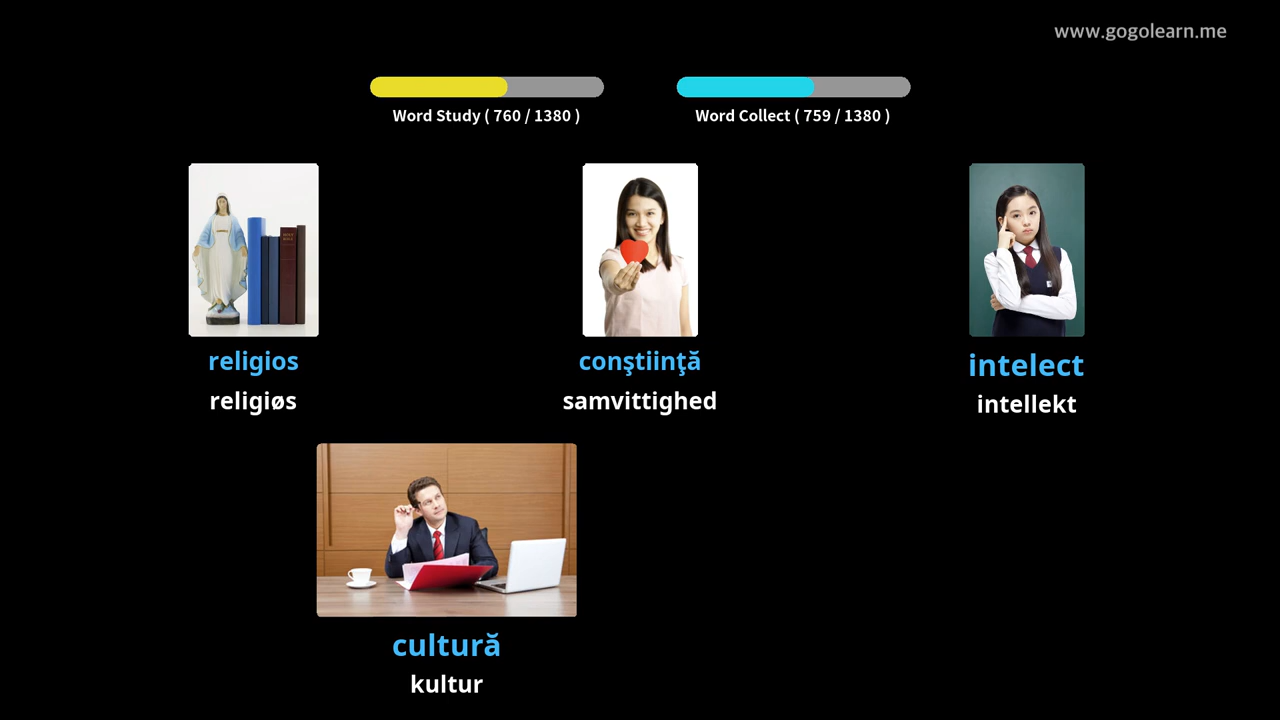 www.gogolearn.me
Word Study ( 760 / 1380 )
Word Collect ( 759 / 1380 )
religios
religiøs
conştiinţă
samvittighed
intelect
intellekt
cultură
kultur